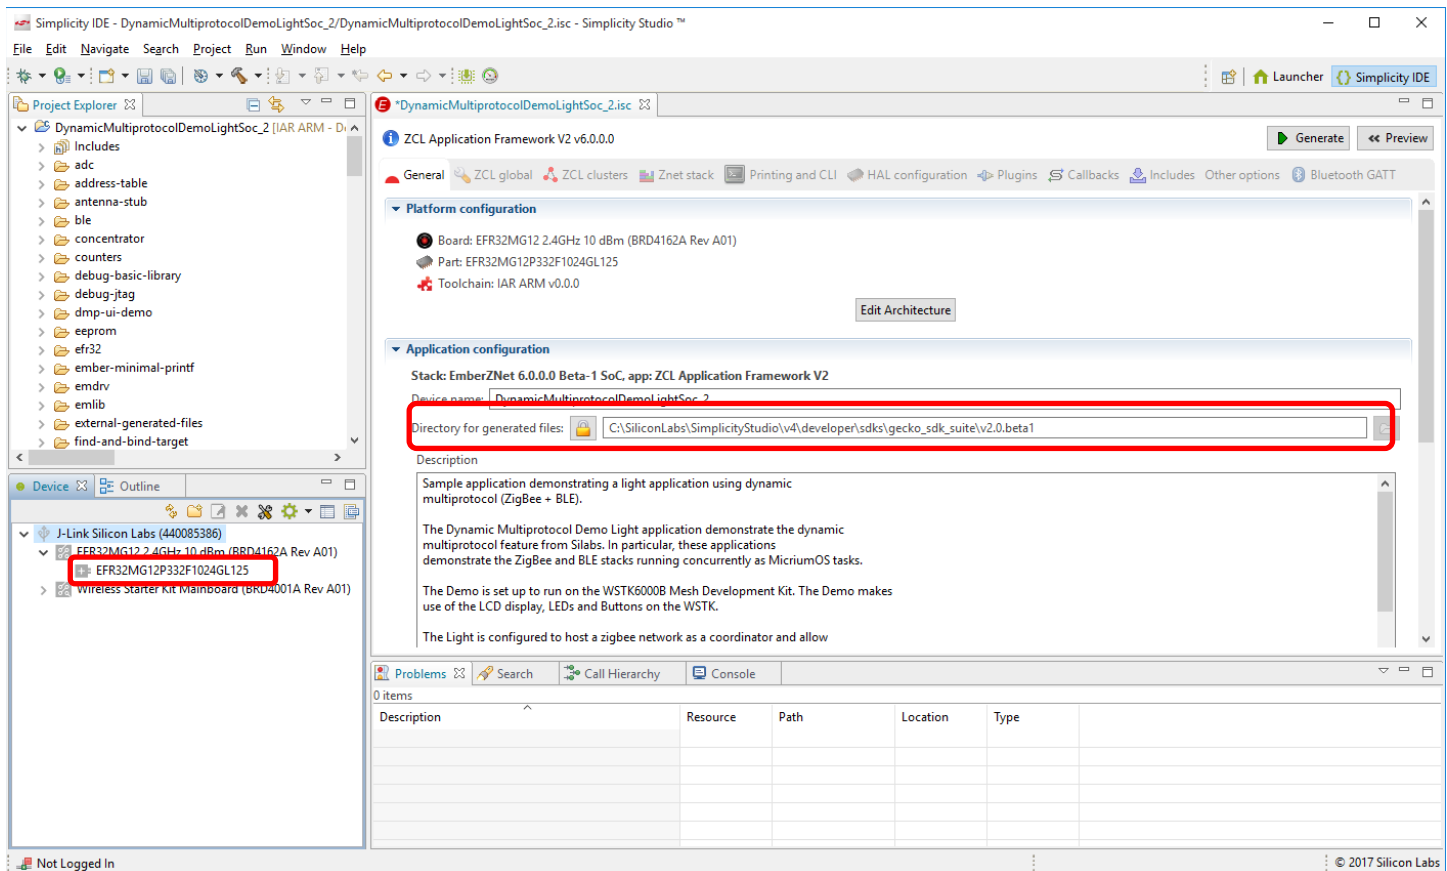 Simplicity IDE - DynamicMultiprotocolDemoLightSoc_2/DynamicMultiprotocolDemoLightSoc_2.isc - Simplicity Studio ™
File Edit Navigate Search Project Run Window Help
Launcher Simplicity IDE
Project Explorer
DynamicMultiprotocolDemoLightSoc_2 [IAR ARM - D
Includes
adc
address-table
antenna-stub
ble
concentrator
counters
debug-basic-library
debug-jtag
dmp-ui-demo
eeprom
efr32
ember-minimal-printf
emdrv
emlib
external-generated-files
find-and-bind-target
Device Outline
J-Link Silicon Labs (440085386)
EFR32MG12 2.4GHz 10 dBm (BRD4162A Rev A01)
EFR32MG12P332F1024GL125
Wireless Starter Kit Mainboard (BRD4001A Rev A01)
*DynamicMultiprotocolDemoLightSoc_2.isc
ZCL Application Framework V2 v6.0.0.0
Generate Preview
General ZCL global ZCL clusters Znet stack Printing and CLI HAL configuration Plugins Callbacks Includes Other options Bluetooth GATT
Platform configuration
Board: EFR32MG12 2.4GHz 10 dBm (BRD4162A Rev A01)
Part: EFR32MG12P332F1024GL125
Toolchain: IAR ARM v0.0.0
Edit Architecture
Application configuration
Stack: EmberZNet 6.0.0.0 Beta-1 SoC, app: ZCL Application Framework V2
Device name: DynamicMultiprotocolDemoLightSoc_2
Directory for generated files: C:\SiliconLabs\SimplicityStudio\v4\developer\sdks\gecko_sdk_suite\v2.0.beta1
Description
Sample application demonstrating a light application using dynamic
multiprotocol (ZigBee + BLE).
The Dynamic Multiprotocol Demo Light application demonstrate the dynamic
multiprotocol feature from Silabs. In particular, these applications
demonstrate the ZigBee and BLE stacks running concurrently as MicriumOS tasks.
The Demo is set up to run on the WSTK6000B Mesh Development Kit. The Demo makes
use of the LCD display, LEDs and Buttons on the WSTK.
The Light is configured to host a zigbee network as a coordinator and allow
Problems Search Call Hierarchy Console
0 items
Description Resource Path Location Type
Not Logged In
© 2017 Silicon Labs